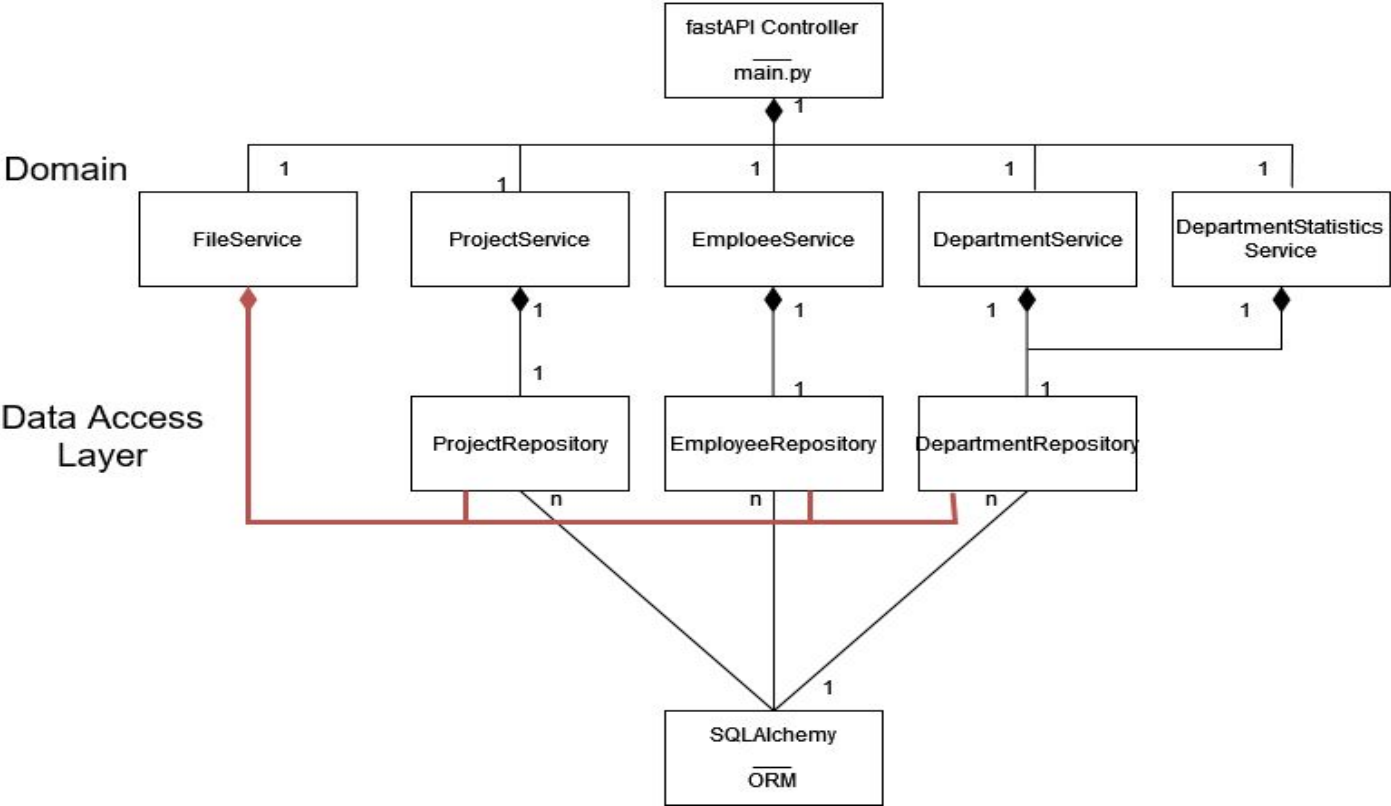 fastAPI Controller
main.py
1
Domain
1
1
1
1
1
FileService
ProjectService
EmploeeService
DepartmentService
DepartmentStatistics
Service
1
1
1
1
1
1
1
Data Access
Layer
ProjectRepository
EmployeeRepository
DepartmentRepository
n
n
n
1
SQLAlchemy
ORM